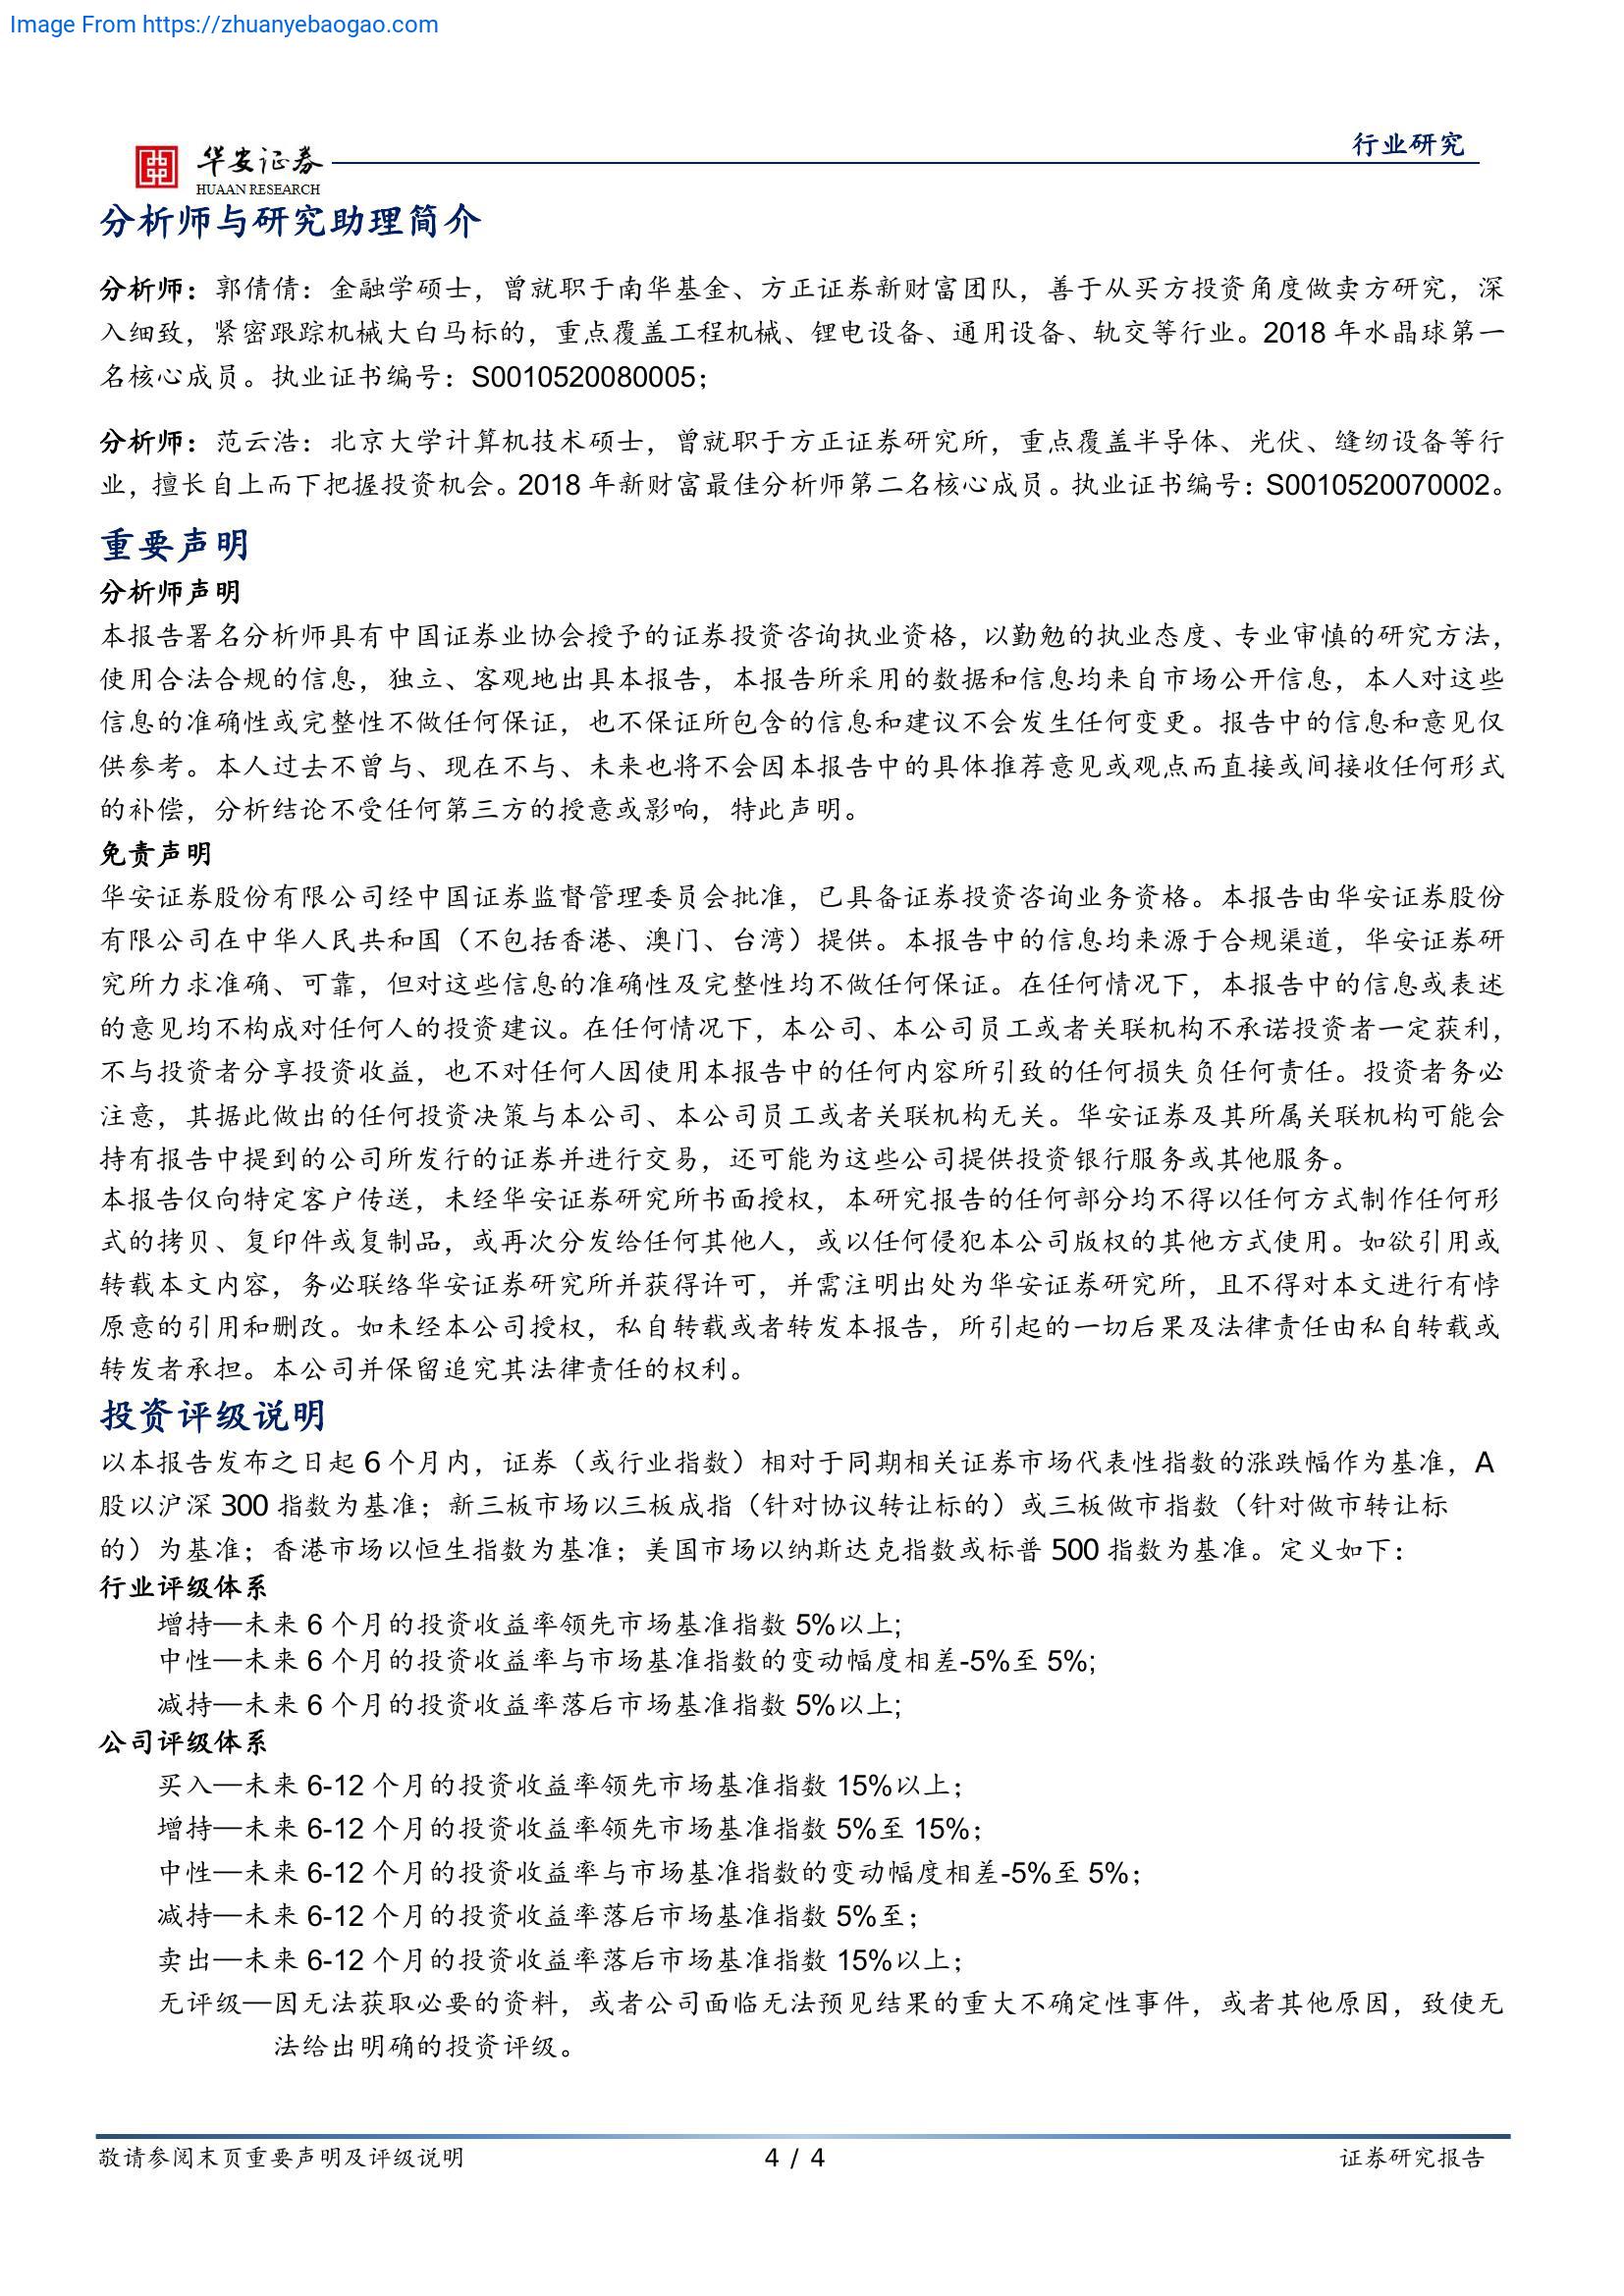 Image From https://zhuanyebaogao.com
行业研究
华安证券
HUAAN RESEARCH
分析师与研究助理简介
分析师：郭倩倩：金融学硕士，曾就职于南华基金、方正证券新财富团队，善于从买方投资角度做卖方研究，深
入细致，紧密跟踪机械大白马标的，重点覆盖工程机械、锂电设备、通用设备、轨交等行业。2018 年水晶球第一
名核心成员。执业证书编号：S0010520080005；
分析师：范云浩：北京大学计算机技术硕士，曾就职于方正证券研究所，重点覆盖半导体、光伏、缝纫设备等行
业，擅长自上而下把握投资机会。2018 年新财富最佳分析师第二名核心成员。执业证书编号：S0010520070002。
重要声明
分析师声明
本报告署名分析师具有中国证券业协会授予的证券投资咨询执业资格，以勤勉的执业态度、专业审慎的研究方法，
使用合法合规的信息，独立、客观地出具本报告，本报告所采用的数据和信息均来自市场公开信息，本人对这些
信息的准确性或完整性不做任何保证，也不保证所包含的信息和建议不会发生任何变更。报告中的信息和意见仅
供参考。本人过去不曾与、现在不与、未来也将不会因本报告中的具体推荐意见或观点而直接或间接收任何形式
的补偿，分析结论不受任何第三方的授意或影响，特此声明。
免责声明
华安证券股份有限公司经中国证券监督管理委员会批准，已具备证券投资咨询业务资格。本报告由华安证券股份
有限公司在中华人民共和国（不包括香港、澳门、台湾）提供。本报告中的信息均来源于合规渠道，华安证券研
究所力求准确、可靠，但对这些信息的准确性及完整性均不做任何保证。在任何情况下，本报告中的信息或表述
的意见均不构成对任何人的投资建议。在任何情况下，本公司、本公司员工或者关联机构不承诺投资者一定获利，
不与投资者分享投资收益，也不对任何人因使用本报告中的任何内容所引致的任何损失负任何责任。投资者务必
注意，其据此做出的任何投资决策与本公司、本公司员工或者关联机构无关。华安证券及其所属关联机构可能会
持有报告中提到的公司所发行的证券并进行交易，还可能为这些公司提供投资银行服务或其他服务。
本报告仅向特定客户传送，未经华安证券研究所书面授权，本研究报告的任何部分均不得以任何方式制作任何形
式的拷贝、复印件或复制品，或再次分发给任何其他人，或以任何侵犯本公司版权的其他方式使用。如欲引用或
转载本文内容，务必联络华安证券研究所并获得许可，并需注明出处为华安证券研究所，且不得对本文进行有悖
原意的引用和删改。如未经本公司授权，私自转载或者转发本报告，所引起的一切后果及法律责任由私自转载或
转发者承担。本公司并保留追究其法律责任的权利。
投资评级说明
以本报告发布之日起 6 个月内，证券（或行业指数）相对于同期相关证券市场代表性指数的涨跌幅作为基准，A
股以沪深 300 指数为基准；新三板市场以三板成指（针对协议转让标的）或三板做市指数（针对做市转让标
的）为基准；香港市场以恒生指数为基准；美国市场以纳斯达克指数或标普 500 指数为基准。定义如下：
行业评级体系
增持—未来 6 个月的投资收益率领先市场基准指数 5%以上;
中性—未来 6 个月的投资收益率与市场基准指数的变动幅度相差-5%至 5%;
减持—未来 6 个月的投资收益率落后市场基准指数 5%以上;
公司评级体系
买入—未来 6-12 个月的投资收益率领先市场基准指数 15%以上；
增持—未来 6-12 个月的投资收益率领先市场基准指数 5%至 15%；
中性—未来 6-12 个月的投资收益率与市场基准指数的变动幅度相差-5%至 5%；
减持—未来 6-12 个月的投资收益率落后市场基准指数 5%至；
卖出—未来 6-12 个月的投资收益率落后市场基准指数 15%以上；
无评级—因无法获取必要的资料，或者公司面临无法预见结果的重大不确定性事件，或者其他原因，致使无
法给出明确的投资评级。
敬请参阅末页重要声明及评级说明
4 / 4
证券研究报告